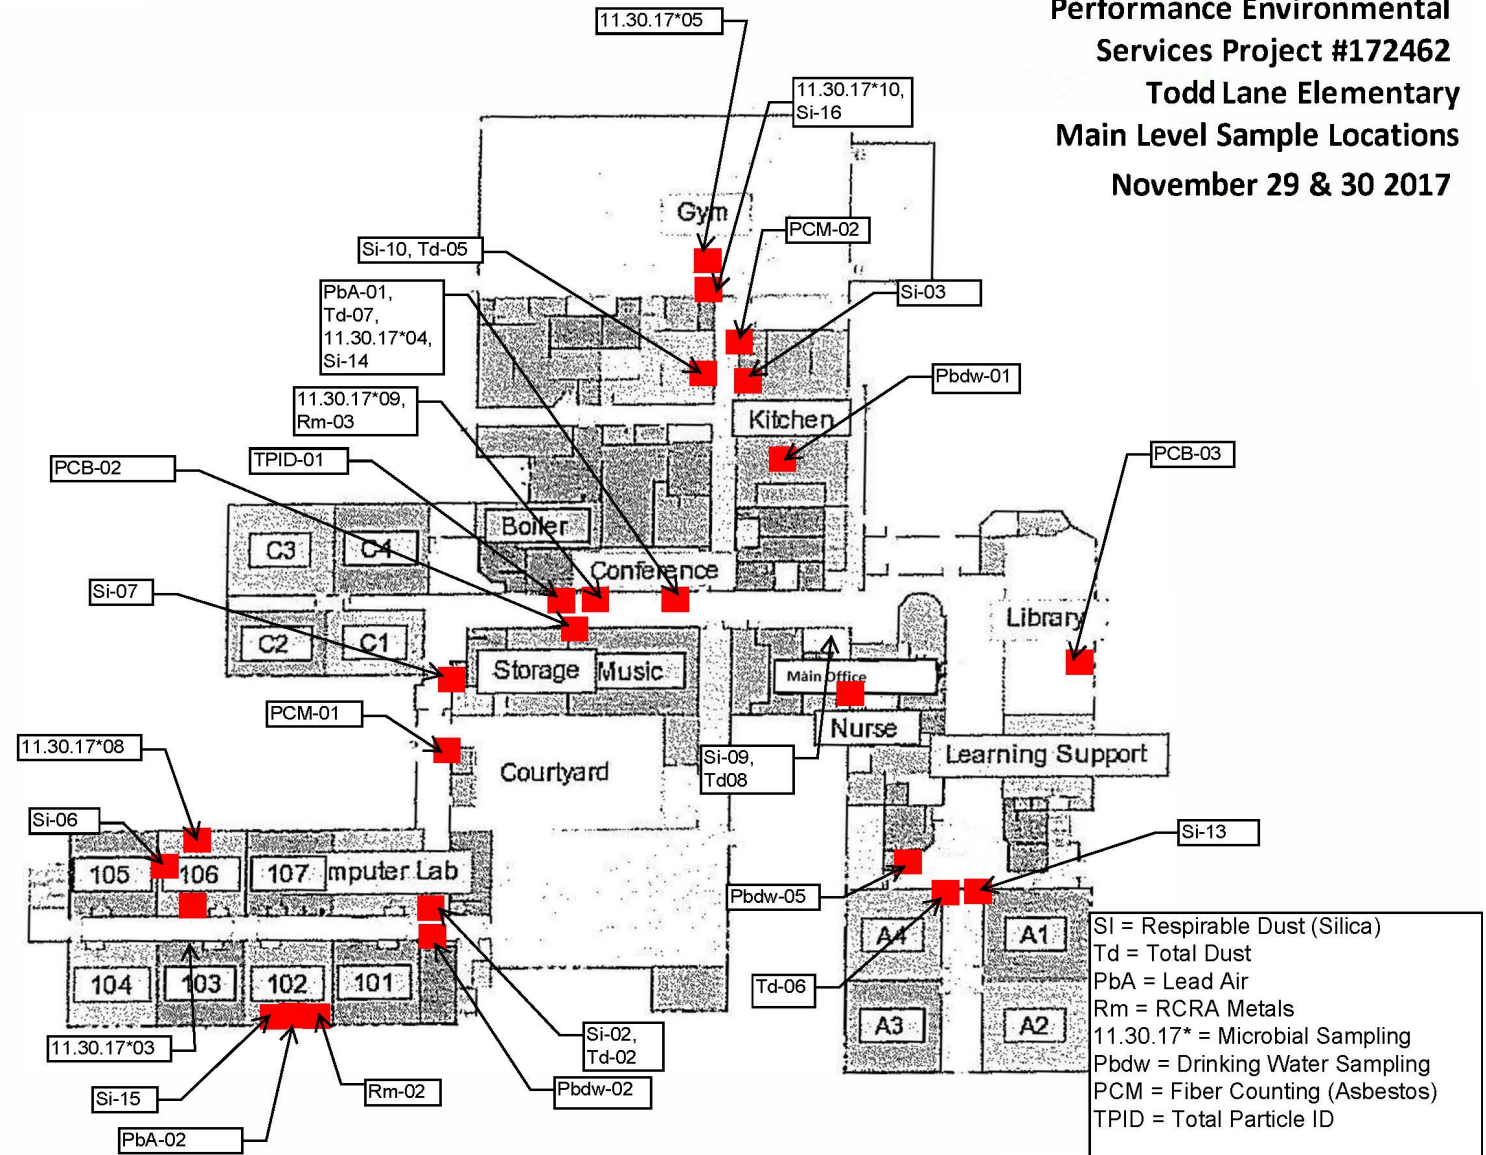 Performance Environmental
Services Project #172462
Todd Lane Elementary
Main Level Sample Locations
November 29 & 30 2017
11.30.17*05
11.30.17*10,
Si-16
Gym
PCM-02
Si-10, Td-05
Si-03
PbA-01,
Td-07,
11.30.17*04,
Si-14
Pbdw-01
11.30.17*09,
Rm-03
Kitchen
PCB-02
TPID-01
PCB-03
Boiler
C3
C4
Conference
Si-07
Library
C2
C1
Storage
Music
Main Office
PCM-01
Nurse
11.30.17*08
Si-09,
Td08
Learning Support
Courtyard
Si-06
Si-13
105
106
107
mputer Lab
Pbdw-05
A4
A1
104
103
102
101
Td-06
A3
A2
11.30.17*03
Si-02,
Td-02
Si-15
Rm-02
Pbdw-02
PbA-02
SI = Respirable Dust (Silica)
Td = Total Dust
PbA = Lead Air
Rm = RCRA Metals
11.30.17* = Microbial Sampling
Pbdw = Drinking Water Sampling
PCM = Fiber Counting (Asbestos)
TPID = Total Particle ID